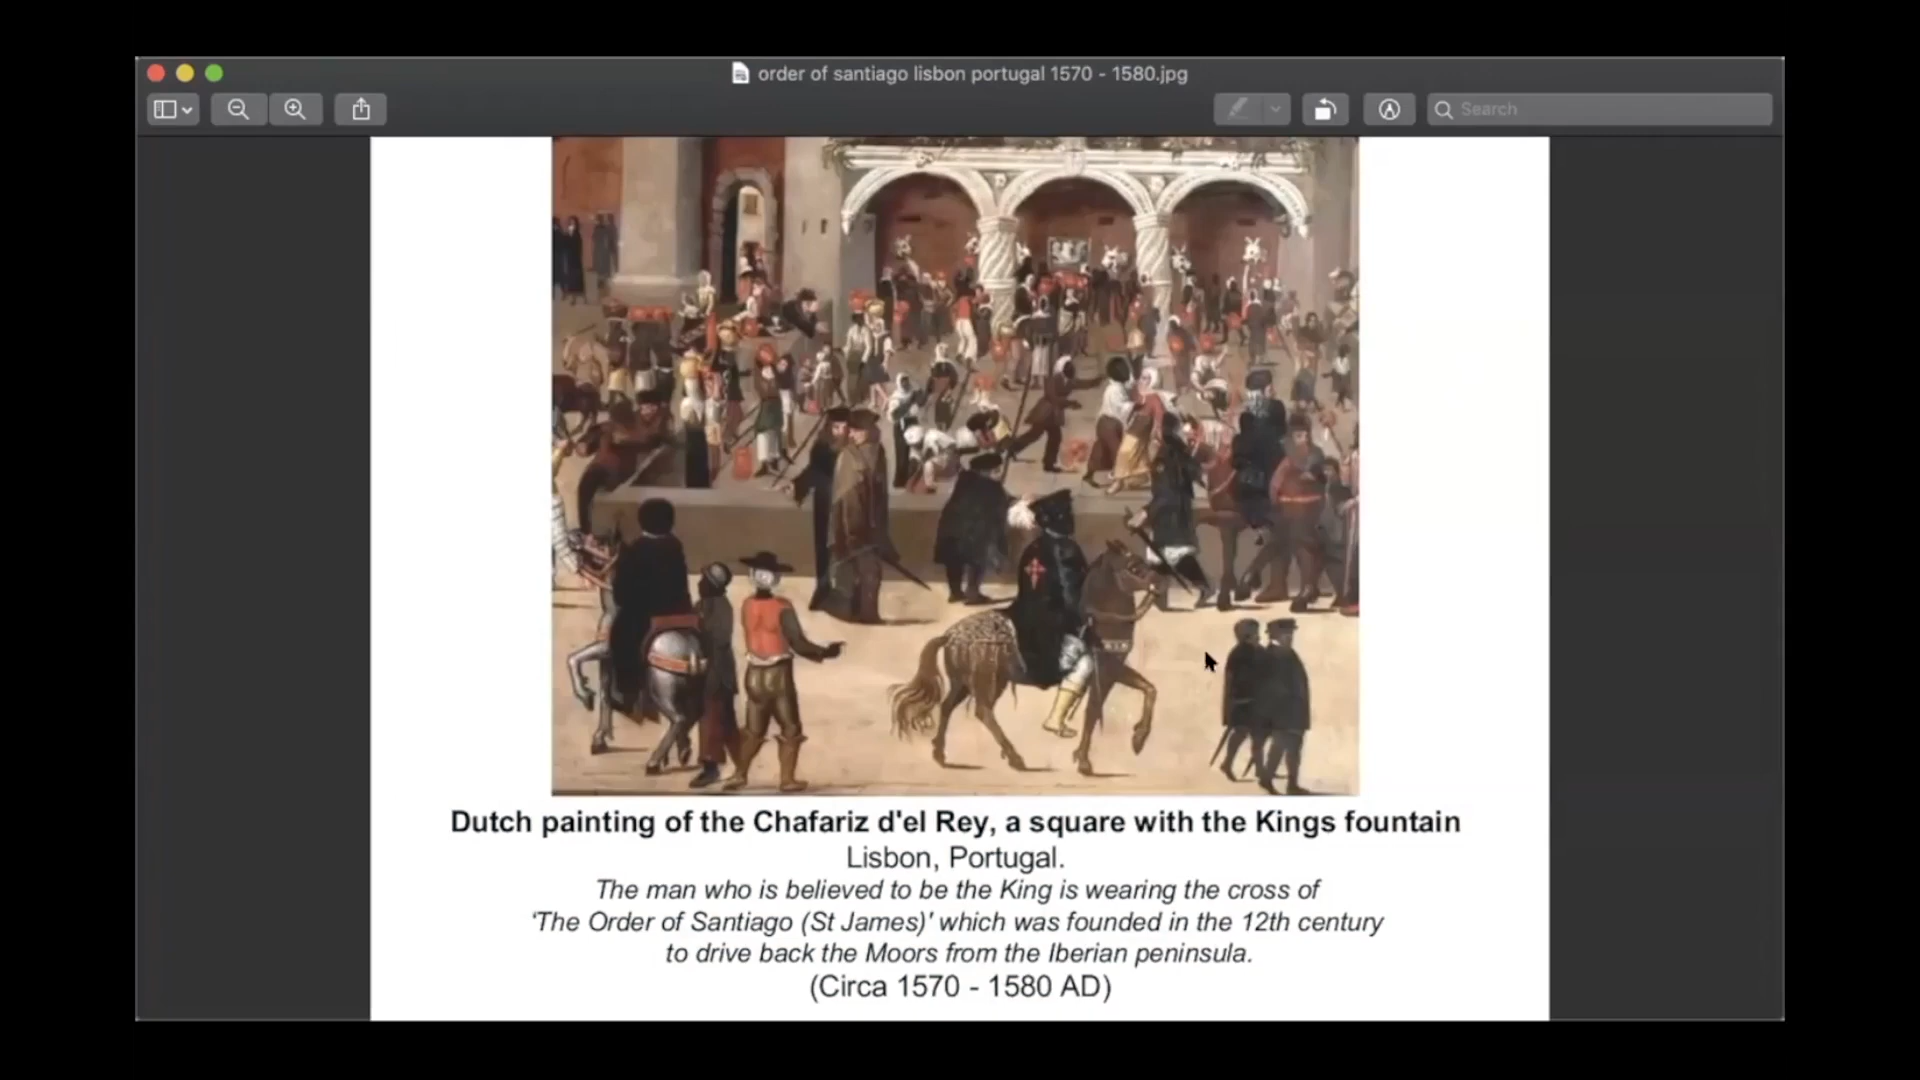 order of santiago lisbon portugal 1570 - 1580.jpg
Search
Dutch painting of the Chafariz d'el Rey, a square with the Kings fountain
Lisbon, Portugal.
The man who is believed to be the King is wearing the cross of
'The Order of Santiago (St James)' which was founded in the 12th century
to drive back the Moors from the Iberian peninsula.
(Circa 1570 - 1580 AD)